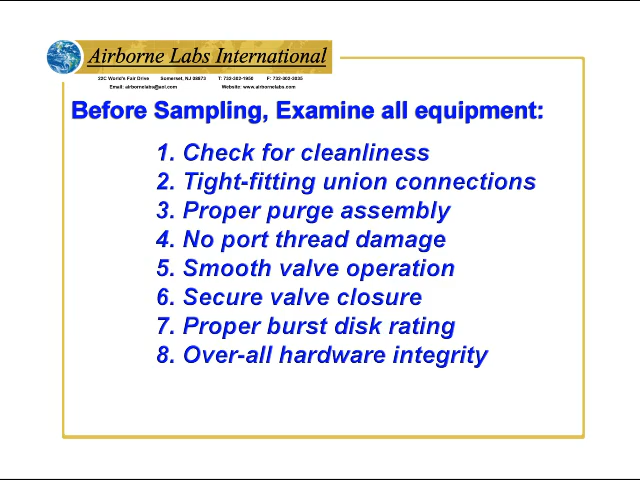 Airborne Labs International
22C World's Fair Drive Somerset, NJ 08873 T: 732-302-1950 F: 732-302-3035
Email: airbornelabs@aol.com Website: www.airbornelabs.com
Before Sampling, Examine all equipment:
1. Check for cleanliness
2. Tight-fitting union connections
3. Proper purge assembly
4. No port thread damage
5. Smooth valve operation
6. Secure valve closure
7. Proper burst disk rating
8. Over-all hardware integrity